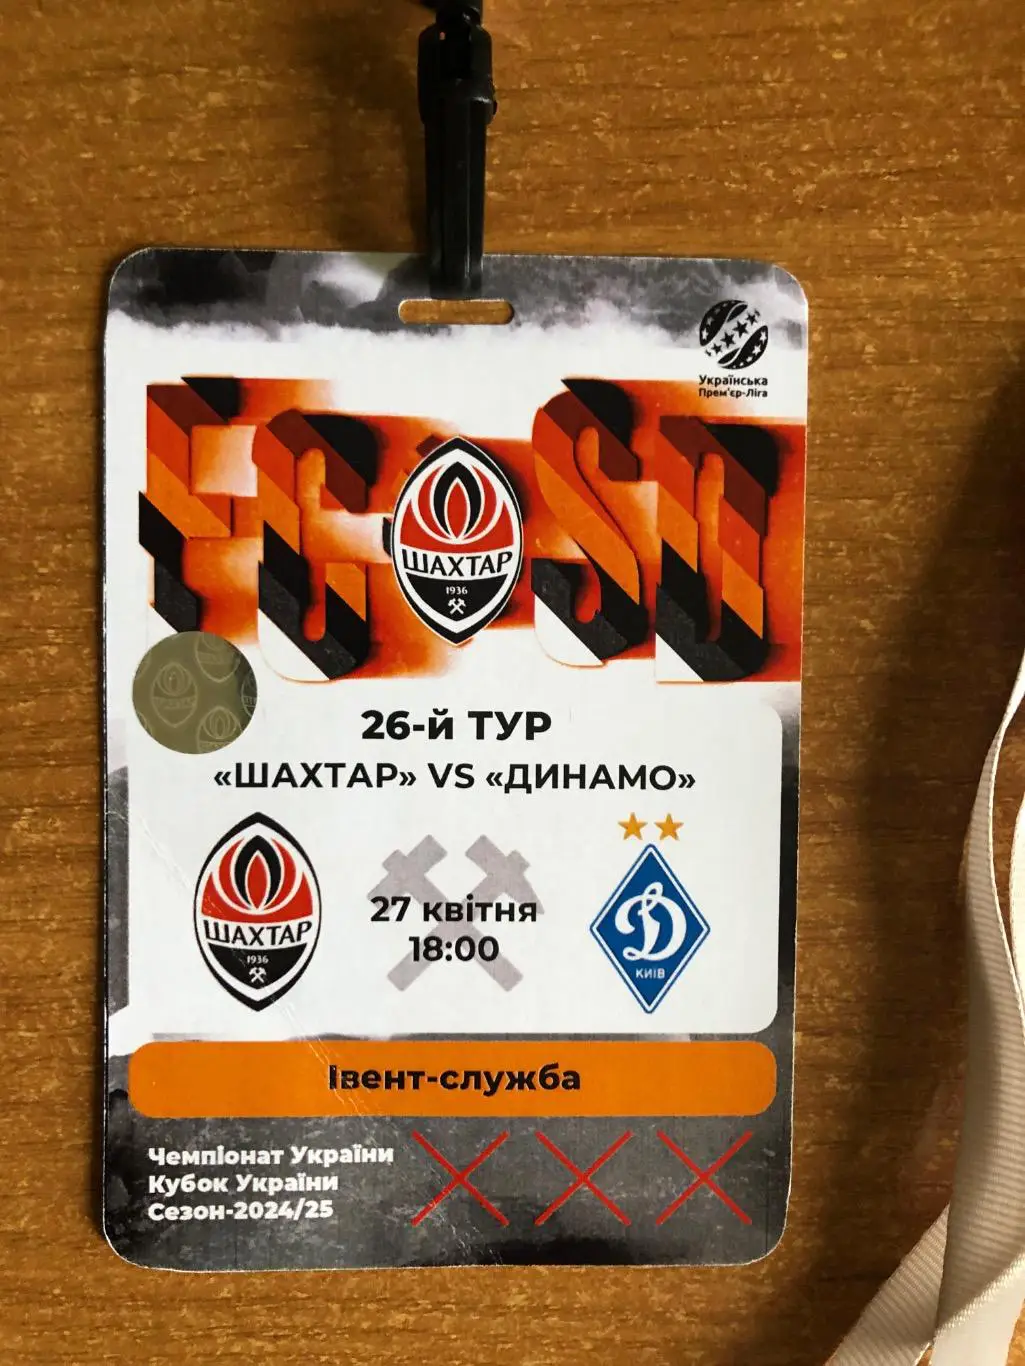 Українська
Прем'єр-Ліга
FC SD
ШАХТАР
1936
26-й ТУР
«ШАХТАР» VS «ДИНАМО»
ШАХТАР
1936
27 квітня
18:00
Д
КИЇВ
Івент-служба
Чемпіонат України
Кубок України
Сезон-2024/25